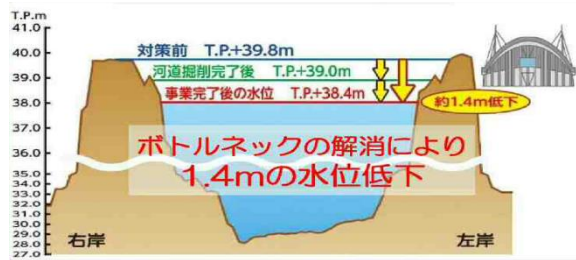 T.P.m
41.0
40.0
39.0
38.0
37.0
36.0
35.0
34.0
33.0
32.0
31.0
30.0
29.0
28.0
27.0
対策前 T.P.+39.8m
河道掘削完了後 T.P.+39.0m
事業完了後の水位 T.P.+38.4m
約1.4m低下
ボトルネックの解消により
1.4mの水位低下
右岸
左岸